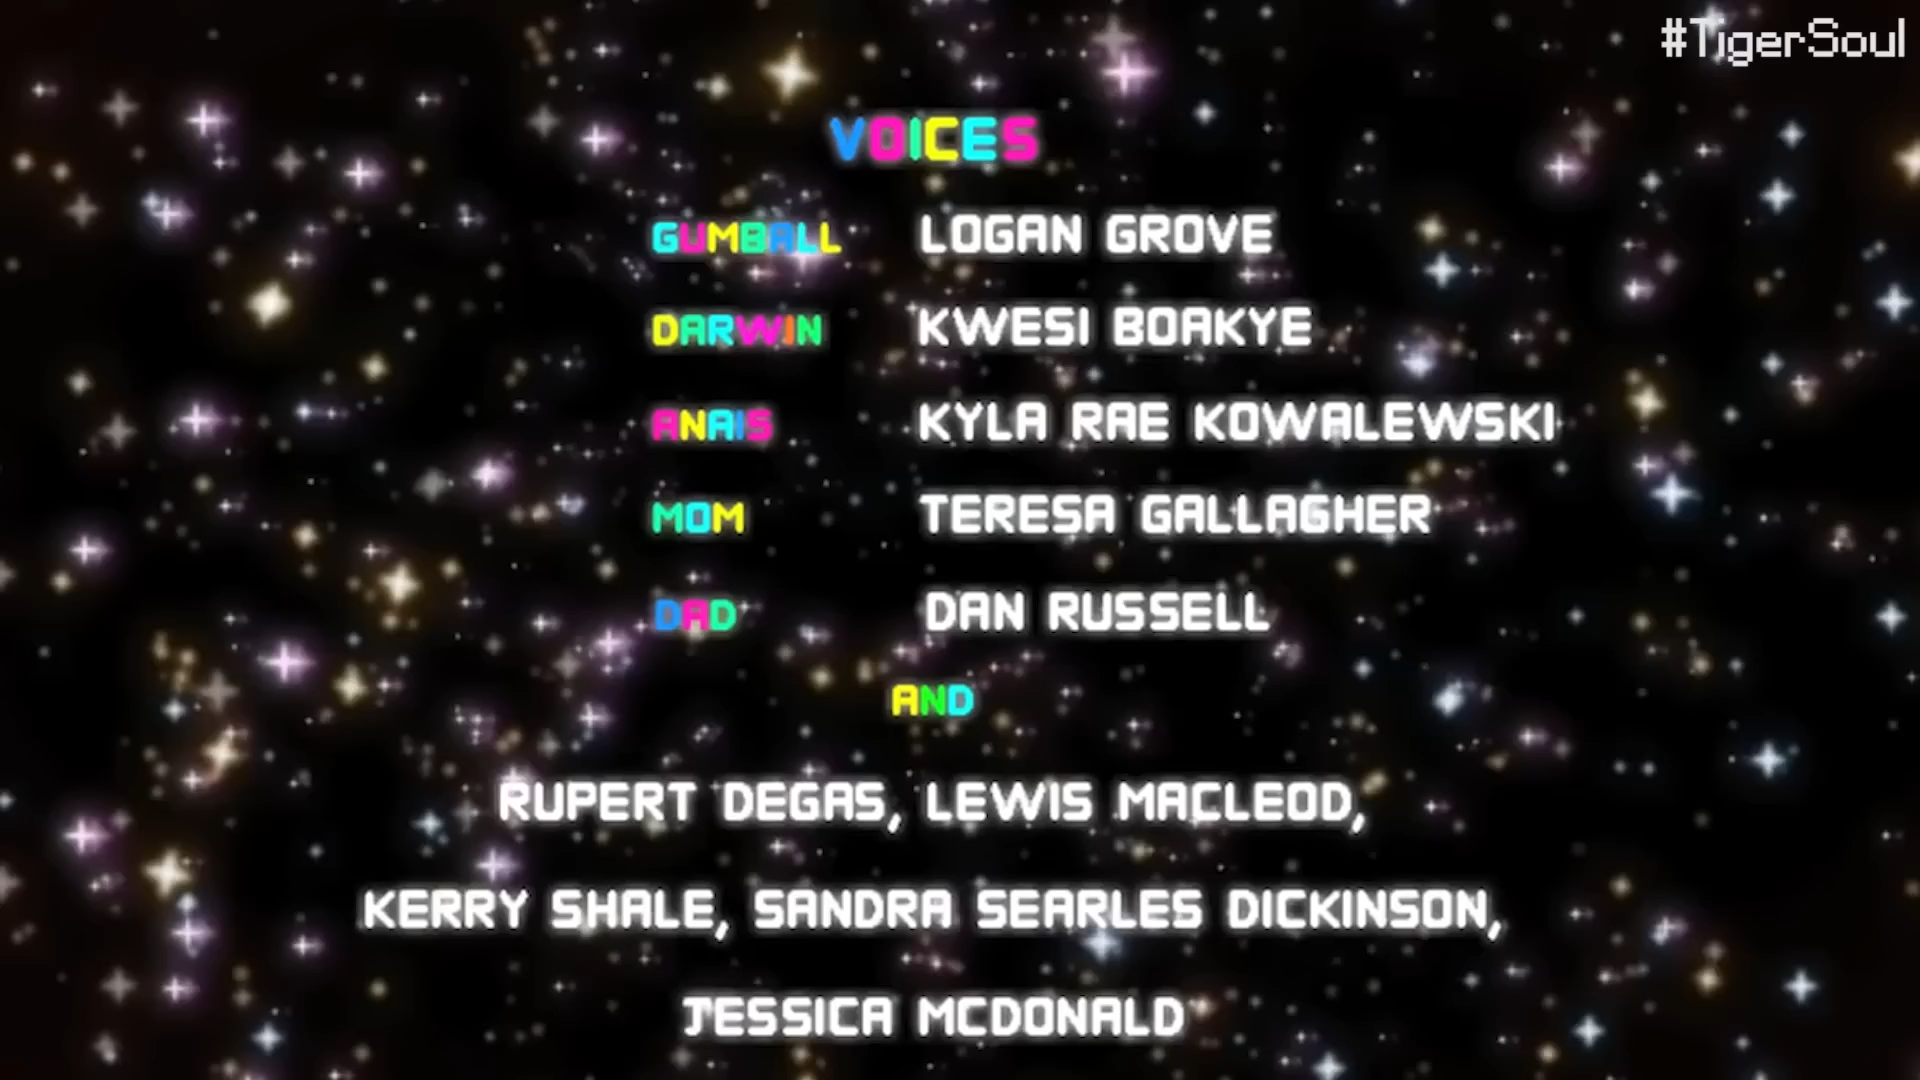 #TigerSoul
VOICES
GUMBALL LOGAN GROVE
DARWIN KWESI BOAKYE
ANAIS KYLA RAE KOWALEWSKI
MOM TERESA GALLAGHER
DAD DAN RUSSELL
AND
RUPERT DEGAS, LEWIS MACLEOD,
KERRY SHALE, SANDRA SEARLES DICKINSON,
JESSICA MCDONALD